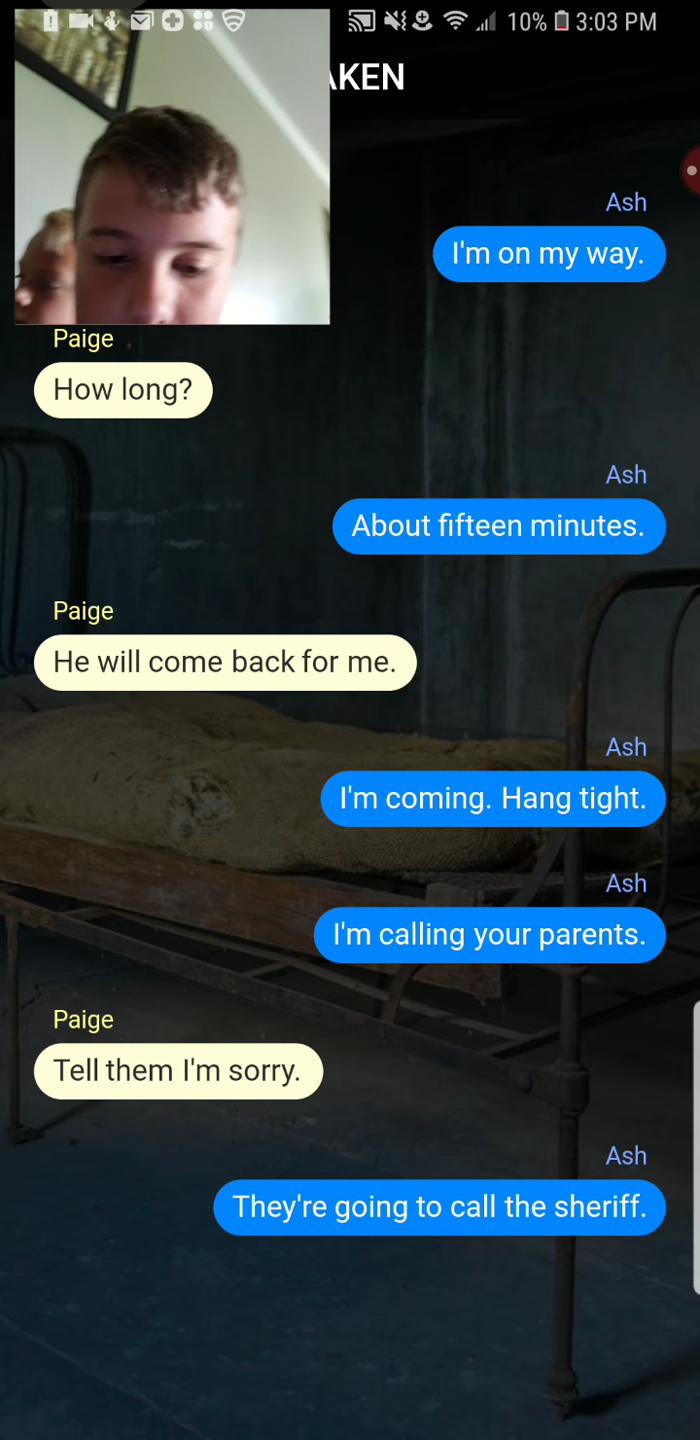 10% 3:03 PM
AKEN
Ash
I'm on my way.
Paige
How long?
Ash
About fifteen minutes.
Paige
He will come back for me.
Ash
I'm coming. Hang tight.
Ash
I'm calling your parents.
Paige
Tell them I'm sorry.
Ash
They're going to call the sheriff.